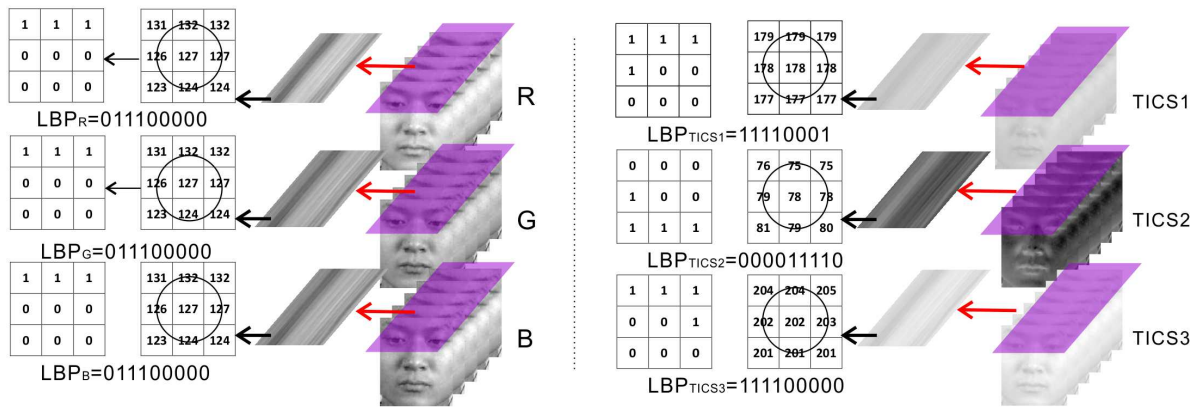 1 1 1
0 0 0
0 0 0
131 132 132
126 127 127
123 124 124
R
LBPR=011100000
1 1 1
0 0 0
0 0 0
131 132 132
126 127 127
123 124 124
G
LBPG=011100000
1 1 1
0 0 0
0 0 0
131 132 132
126 127 127
123 124 124
B
LBPB=011100000
1 1 1
1 0 0
0 0 0
179 179 179
178 178 178
177 177 177
TICS1
LBPTICS1=11110001
0 0 0
1 0 0
1 1 1
76 75 75
79 78 78
81 79 80
TICS2
LBPTICS2=000011110
1 1 1
0 0 1
0 0 0
204 204 205
202 202 203
201 201 201
TICS3
LBPTICS3=111100000